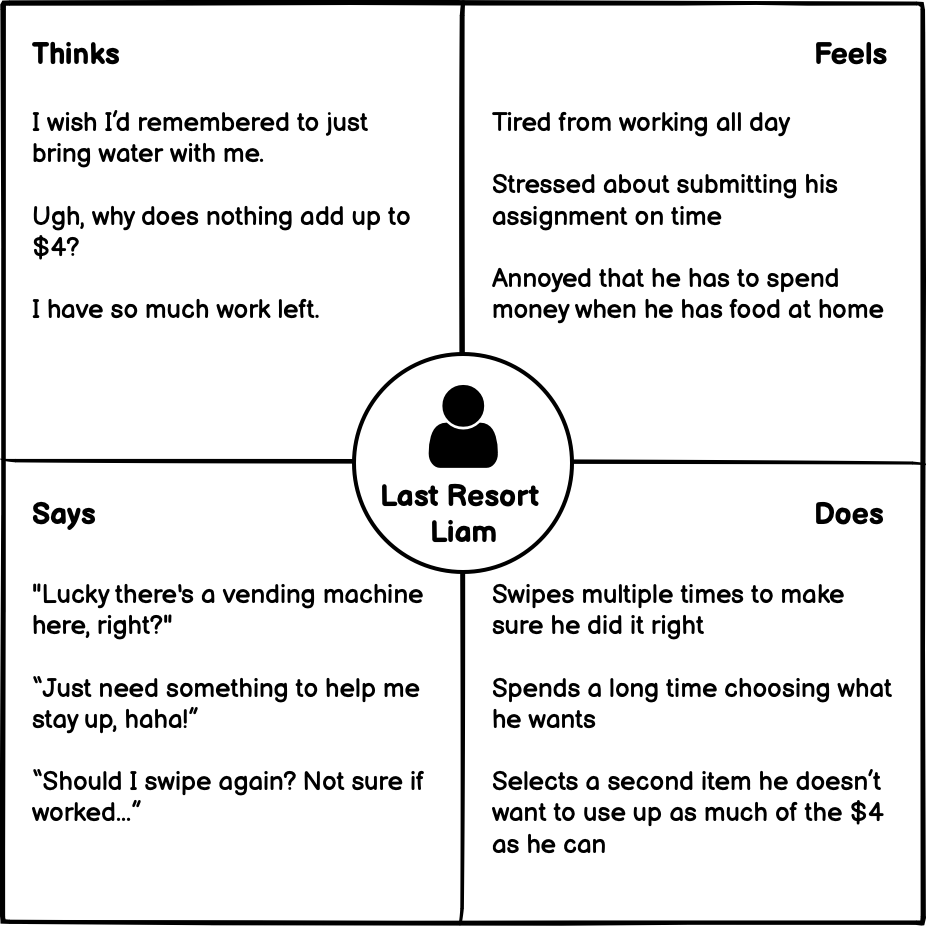 Thinks
I wish I’d remembered to just
bring water with me.
Ugh, why does nothing add up to
$4?
I have so much work left.
Feels
Tired from working all day
Stressed about submitting his
assignment on time
Annoyed that he has to spend
money when he has food at home
Last Resort
Liam
Says
"Lucky there's a vending machine
here, right?"
“Just need something to help me
stay up, haha!”
“Should I swipe again? Not sure if
worked...”
Does
Swipes multiple times to make
sure he did it right
Spends a long time choosing what
he wants
Selects a second item he doesn’t
want to use up as much of the $4
as he can